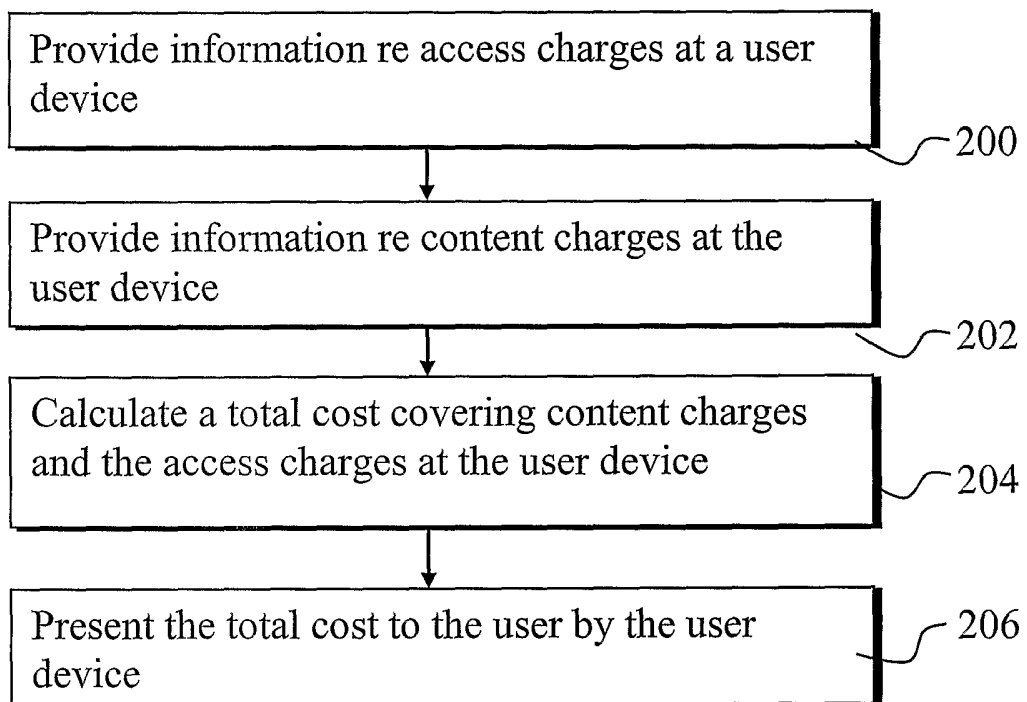 Provide information re access charges at a user
device
200
Provide information re content charges at the
user device
202
Calculate a total cost covering content charges
and the access charges at the user device
204
Present the total cost to the user by the user
device
206